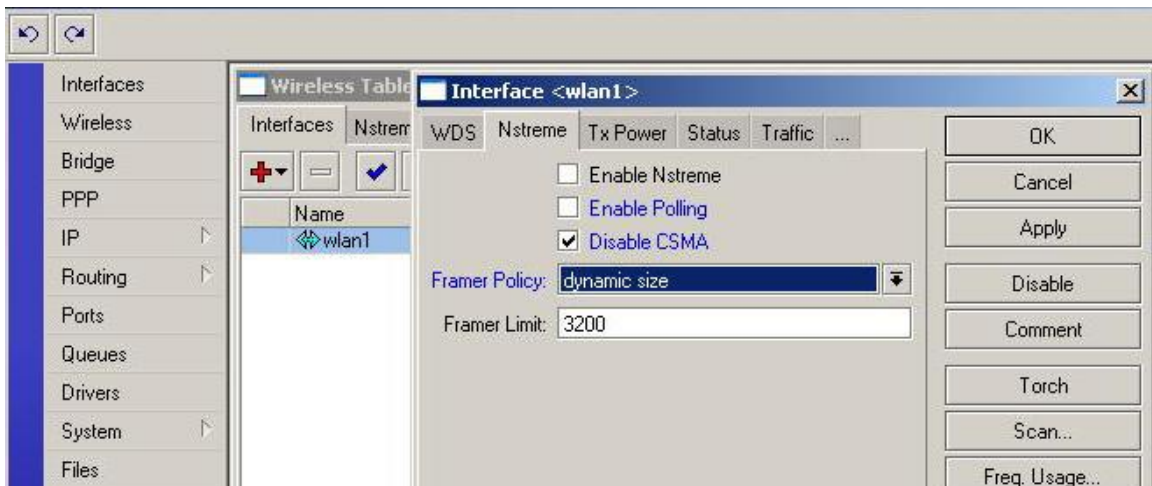 Interfaces
Wireless
Bridge
PPP
IP
Routing
Ports
Queues
Drivers
System
Files
Wireless Table
Interfaces Nstrem
Name
wlan1
Interface <wlan1>
WDS Nstreme Tx Power Status Traffic ...
Enable Nstreme
Enable Polling
Disable CSMA
Framer Policy: dynamic size
Framer Limit: 3200
OK
Cancel
Apply
Disable
Comment
Torch
Scan...
Freq. Usage...